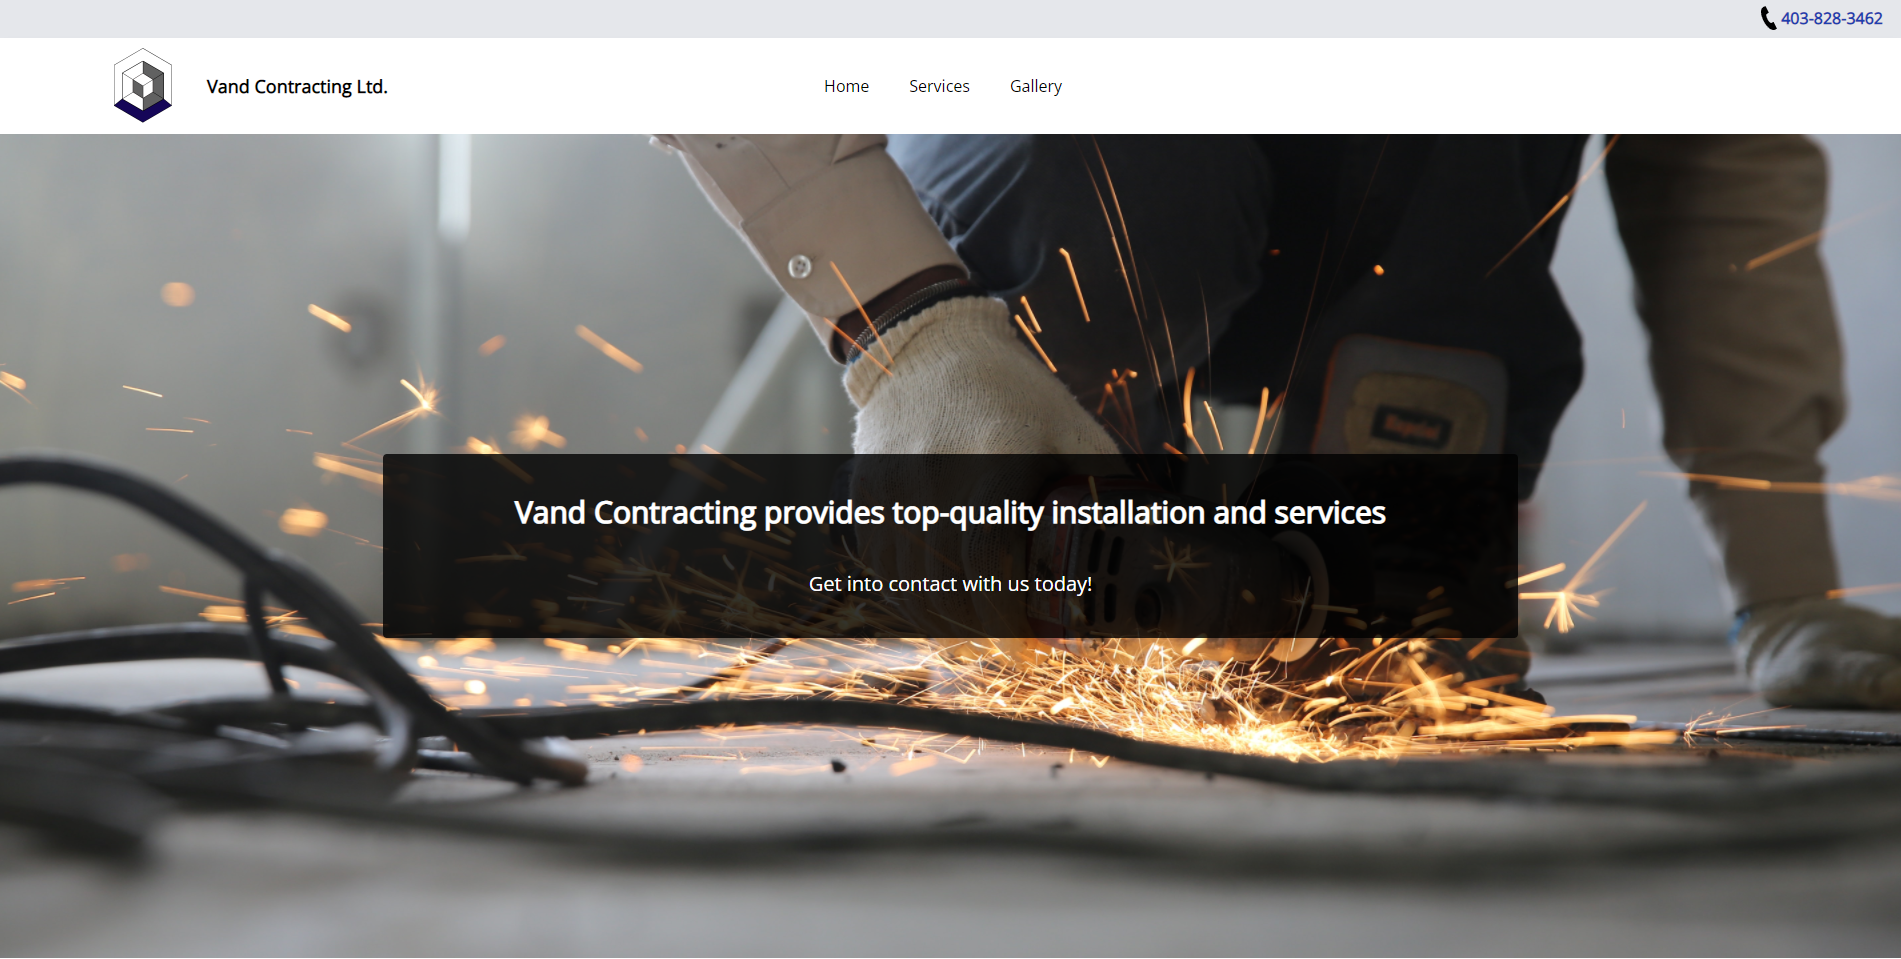 403-828-3462
Vand Contracting Ltd.
Home Services Gallery
Vand Contracting provides top-quality installation and services
Get into contact with us today!